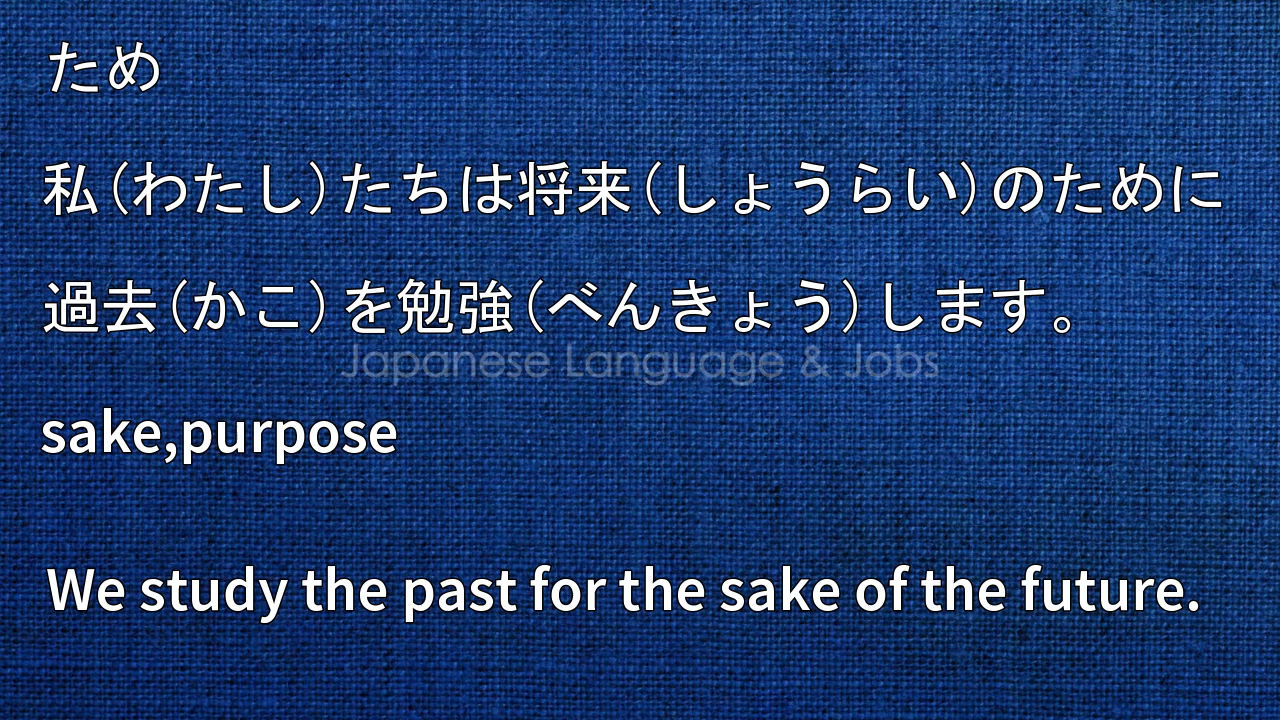 ため
私（わたし）たちは将来（しょうらい）のために
過去（かこ）を勉強（べんきょう）します。
Japanese Language & Jobs
sake,purpose
We study the past for the sake of the future.